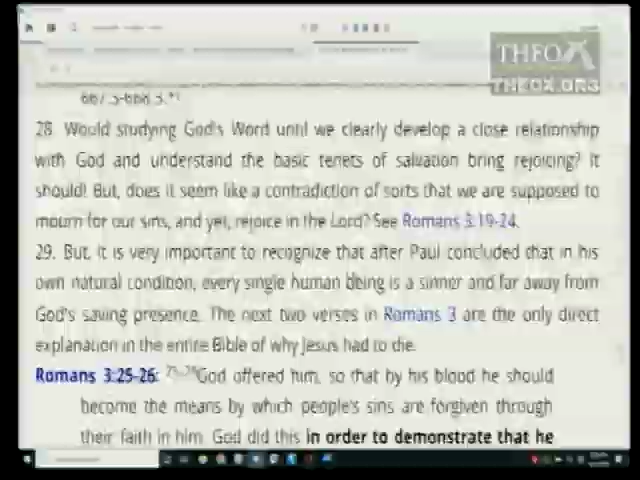 THEOX
THEOX.ORG
667.5-668.3.*¹
28. Would studying God's Word until we clearly develop a close relationship
with God and understand the basic tenets of salvation bring rejoicing? It
should! But, does it seem like a contradiction of sorts that we are supposed to
mourn for our sins, and yet, rejoice in the Lord? See Romans 3:19-24.
29. But, it is very important to recognize that after Paul concluded that in his
own natural condition, every single human being is a sinner and far away from
God's saving presence. The next two verses in Romans 3 are the only direct
explanation in the entire Bible of why Jesus had to die.
Romans 3:25-26: 25-26God offered him, so that by his blood he should
become the means by which people's sins are forgiven through
their faith in him. God did this in order to demonstrate that he